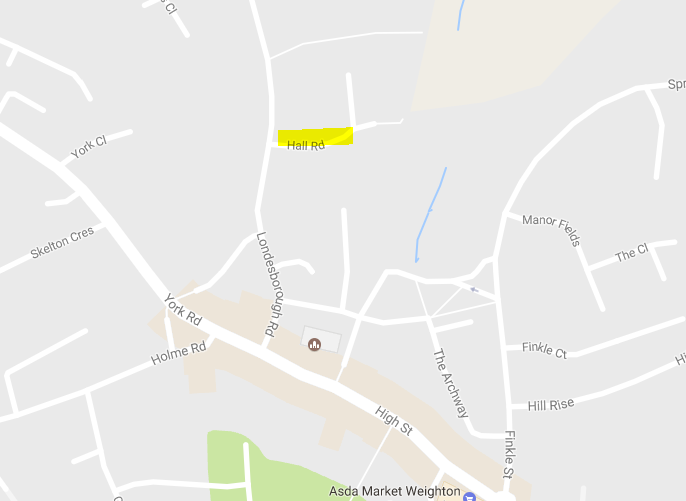 Cl
Spr
York Cl
Hall Rd
Manor Fields
Skelton Cres
The Cl
Londesborough Rd
York Rd
Holme Rd
Finkle Ct
The Archway
Hill Rise
High St
Finkle St
Asda Market Weighton